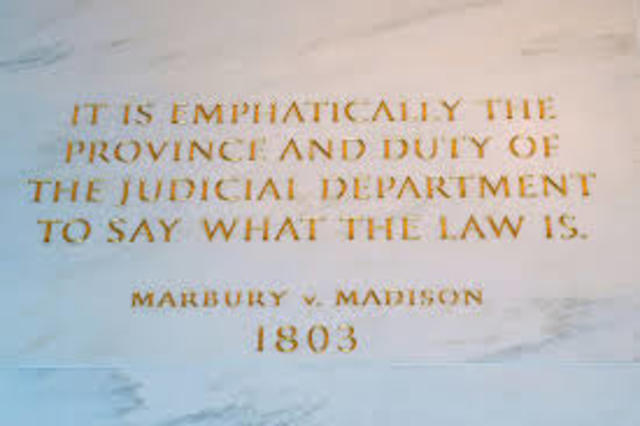 IT IS EMPHATICALLY THE
PROVINCE AND DUTY OF
THE JUDICIAL DEPARTMENT
TO SAY WHAT THE LAW IS.
MARBURY v. MADISON
1803